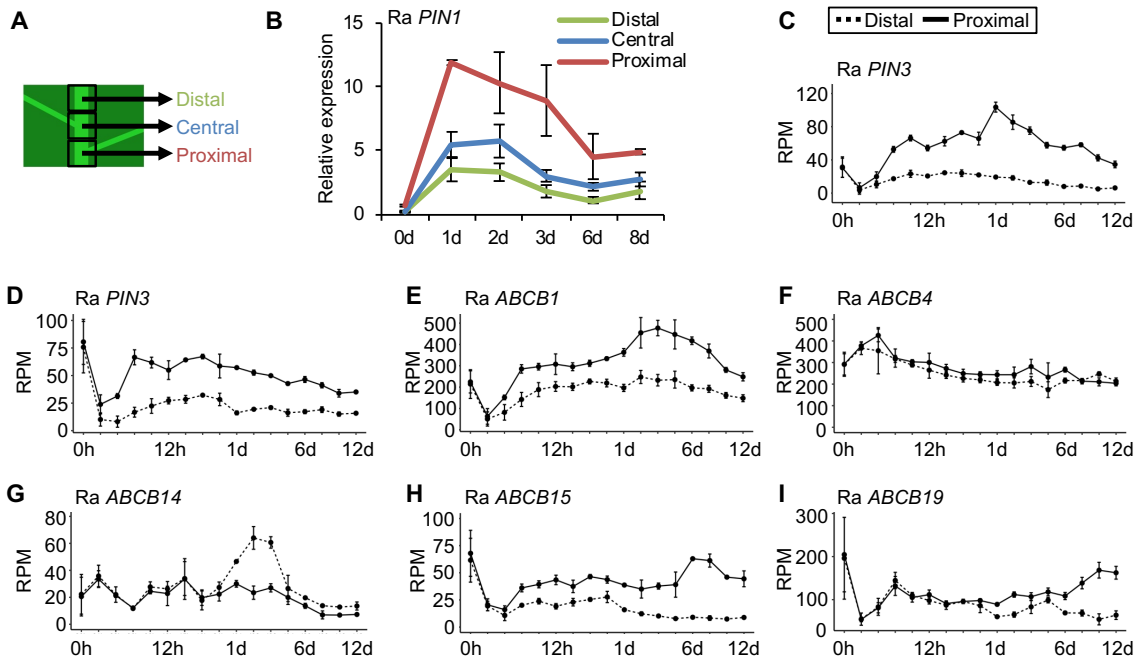 A
Distal
Central
Proximal
B
Ra PIN1
Distal
Central
Proximal
Relative expression
15
10
5
0
0d 1d 2d 3d 6d 8d
C
Distal Proximal
Ra PIN3
RPM
120
80
40
0
0h 12h 1d 6d 12d
D
Ra PIN3
RPM
100
75
50
25
0
0h 12h 1d 6d 12d
E
Ra ABCB1
RPM
500
400
300
200
100
0
0h 12h 1d 6d 12d
F
Ra ABCB4
RPM
500
400
300
200
100
0
0h 12h 1d 6d 12d
G
Ra ABCB14
RPM
80
60
40
20
0
0h 12h 1d 6d 12d
H
Ra ABCB15
RPM
100
75
50
25
0
0h 12h 1d 6d 12d
I
Ra ABCB19
RPM
300
200
100
0
0h 12h 1d 6d 12d